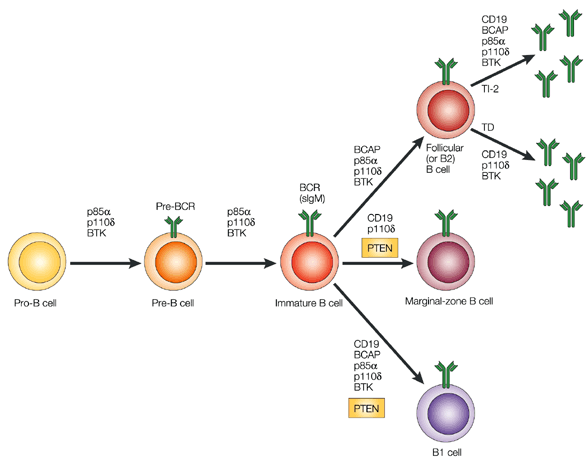 CD19
BCAP
p85α
p110δ
BTK
TI-2
TD
CD19
p110δ
BTK
Follicular
(or B2)
B cell
BCAP
p85α
p110δ
BTK
BCR
(sIgM)
Pre-BCR
p85α
p110δ
BTK
p85α
p110δ
BTK
CD19
p110δ
PTEN
Pro-B cell
Pre-B cell
Immature B cell
Marginal-zone B cell
CD19
BCAP
p85α
p110δ
BTK
PTEN
B1 cell